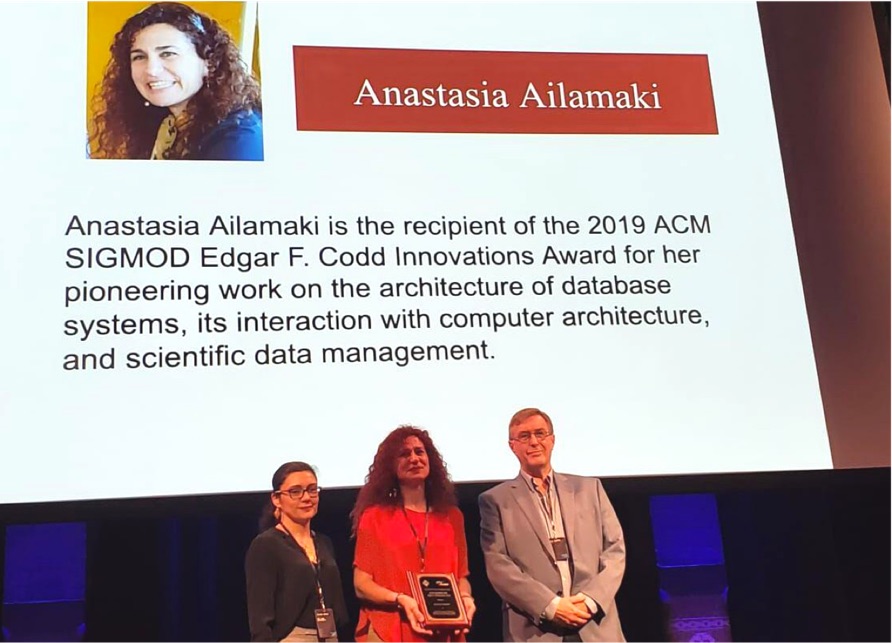 Anastasia Ailamaki
Anastasia Ailamaki is the recipient of the 2019 ACM
SIGMOD Edgar F. Codd Innovations Award for her
pioneering work on the architecture of database
systems, its interaction with computer architecture,
and scientific data management.